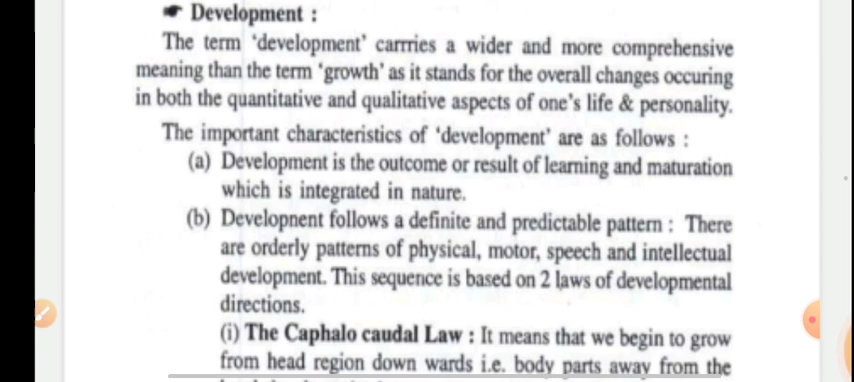 ☛ Development :
The term 'development' carrries a wider and more comprehensive
meaning than the term 'growth' as it stands for the overall changes occuring
in both the quantitative and qualitative aspects of one's life & personality.
The important characteristics of 'development' are as follows :
(a) Development is the outcome or result of learning and maturation
which is integrated in nature.
(b) Developnent follows a definite and predictable pattern : There
are orderly patterns of physical, motor, speech and intellectual
development. This sequence is based on 2 laws of developmental
directions.
(i) The Caphalo caudal Law : It means that we begin to grow
from head region down wards i.e. body parts away from the